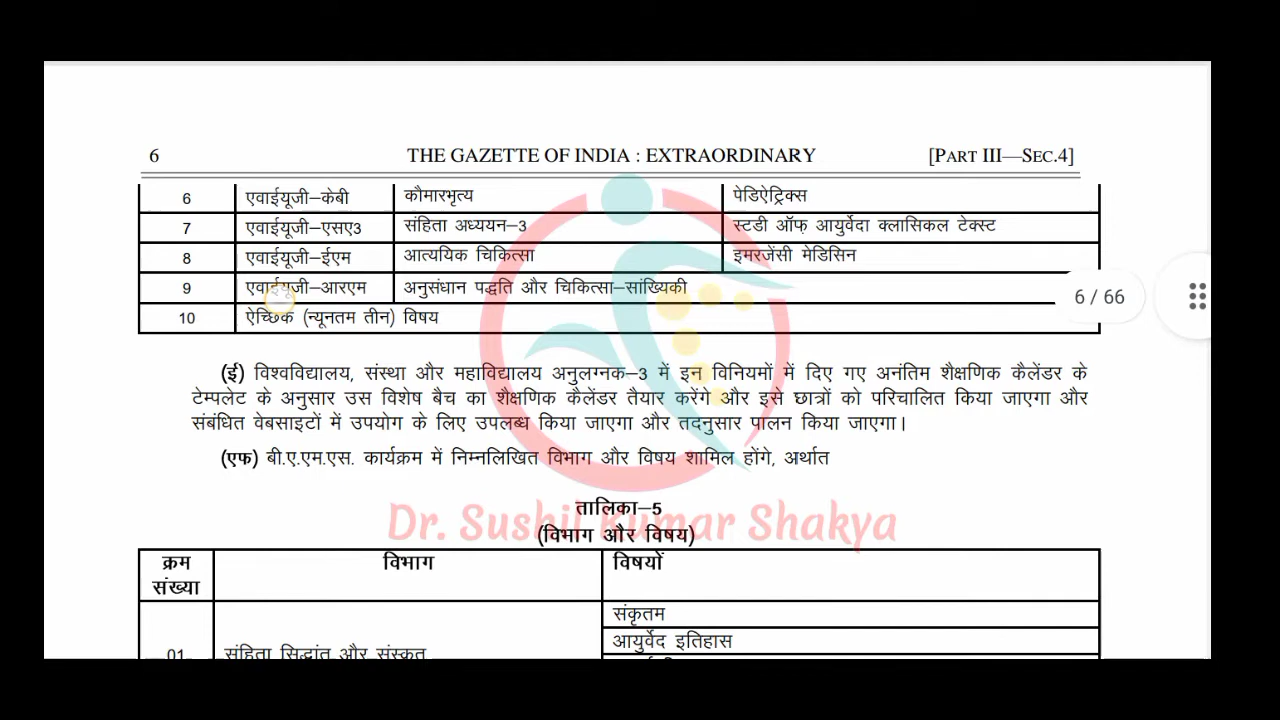 6 THE GAZETTE OF INDIA : EXTRAORDINARY [PART III—SEC.4]
6 एवाईयूजी–केबी कौमारभृत्य पेडिऐट्रिक्स
7 एवाईयूजी–एसए3 संहिता अध्ययन–3 स्टडी ऑफ़ आयुर्वेदा क्लासिकल टेक्स्ट
8 एवाईयूजी–ईएम आत्ययिक चिकित्सा इमरजेंसी मेडिसिन
9 एवाईयूजी–आरएम अनुसंधान पद्धति और चिकित्सा–सांख्यिकी
6 / 66
10 ऐच्छिक (न्यूनतम तीन) विषय
(ई) विश्वविद्यालय, संस्था और महाविद्यालय अनुलग्नक–3 में इन विनियमों में दिए गए अनंतिम शैक्षणिक कैलेंडर के
टेम्पलेट के अनुसार उस विशेष बैच का शैक्षणिक कैलेंडर तैयार करेंगे और इसे छात्रों को परिचालित किया जाएगा और
संबंधित वेबसाइटों में उपयोग के लिए उपलब्ध किया जाएगा और तदनुसार पालन किया जाएगा।
(एफ) बी.ए.एम.एस. कार्यक्रम में निम्नलिखित विभाग और विषय शामिल होंगे, अर्थात
तालिका–5
Dr. Sushil Kumar Shakya
(विभाग और विषय)
क्रम विभाग विषयों
संख्या
संकृतम
आयुर्वेद इतिहास
01. संहिता सिद्धांत और संस्कृत